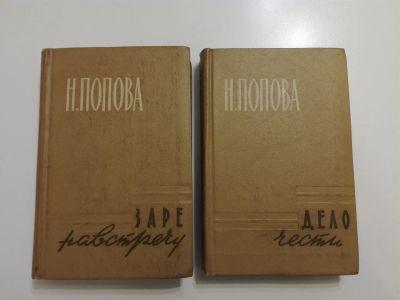 Н.ПОПОВА
ЗАРЕ
навстречу
Н.ПОПОВА
ДЕЛО
чести